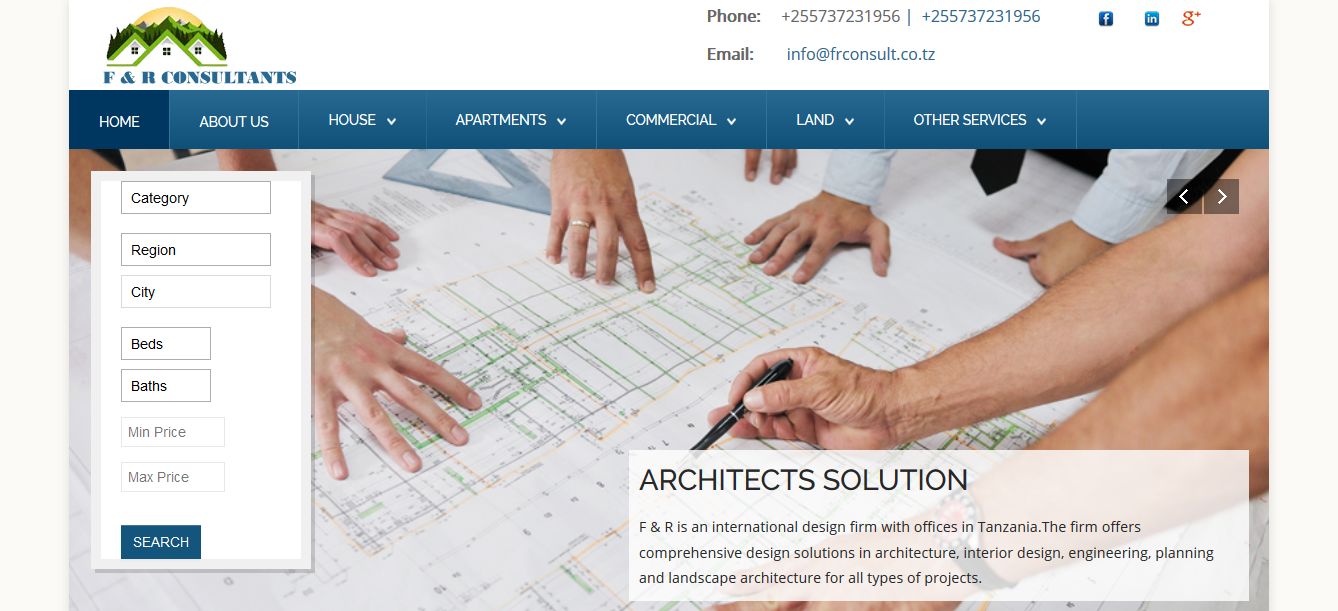 F & R CONSULTANTS
Phone: +255737231956 | +255737231956
Email: info@frconsult.co.tz
HOME ABOUT US HOUSE APARTMENTS COMMERCIAL LAND OTHER SERVICES
Category
Region
City
Beds
Baths
Min Price
Max Price
SEARCH
ARCHITECTS SOLUTION
F & R is an international design firm with offices in Tanzania.The firm offers
comprehensive design solutions in architecture, interior design, engineering, planning
and landscape architecture for all types of projects.